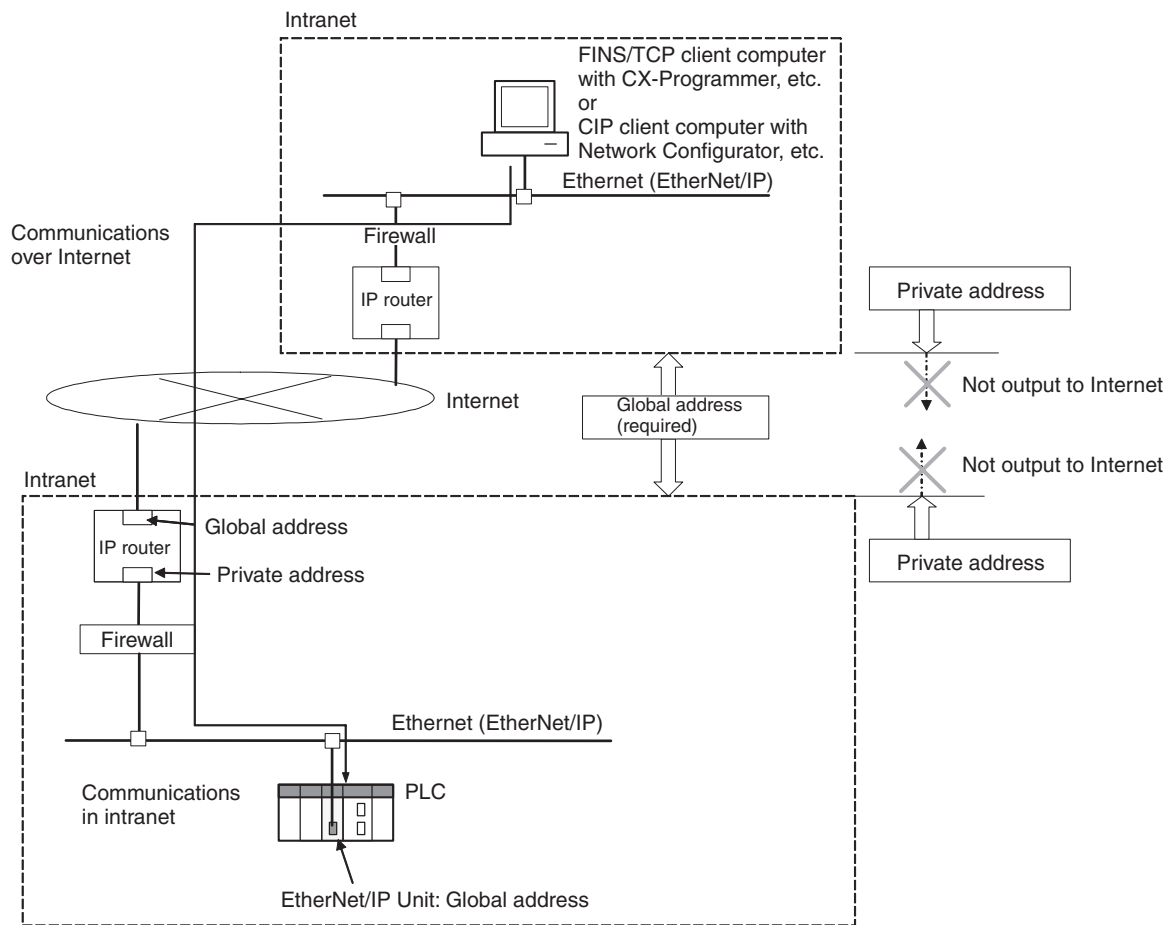 Intranet
FINS/TCP client computer
with CX-Programmer, etc.
or
CIP client computer with
Network Configurator, etc.
Ethernet (EtherNet/IP)
Communications
over Internet
Firewall
IP router
Private address
Internet
Global address
(required)
Not output to Internet
Not output to Internet
Private address
Intranet
Global address
IP router
Private address
Firewall
Ethernet (EtherNet/IP)
Communications
in intranet
PLC
EtherNet/IP Unit: Global address